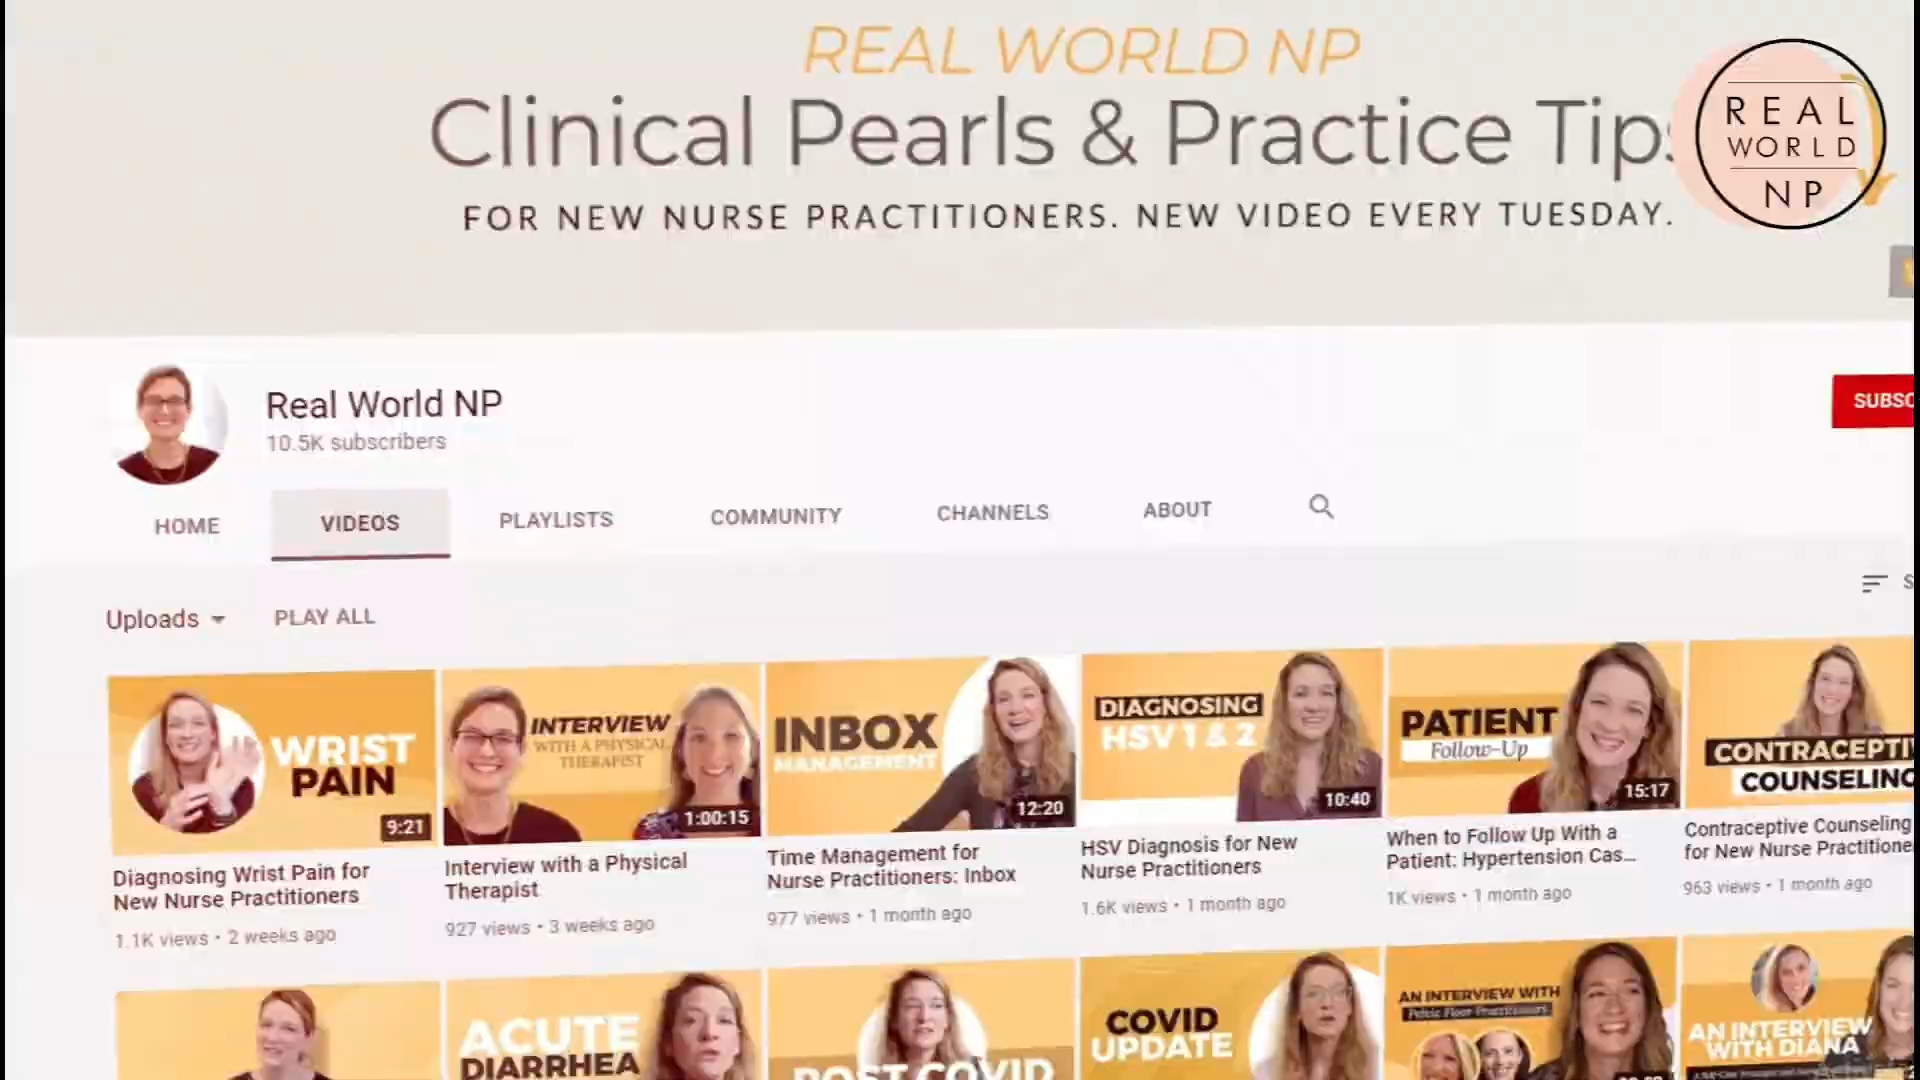 REAL WORLD NP
Clinical Pearls & Practice Tips
FOR NEW NURSE PRACTITIONERS. NEW VIDEO EVERY TUESDAY.
REAL
WORLD
NP
Real World NP
10.5K subscribers
SUBSC
HOME
VIDEOS
PLAYLISTS
COMMUNITY
CHANNELS
ABOUT
Uploads
PLAY ALL
S
WRIST
PAIN
9:21
INTERVIEW
WITH A PHYSICAL
THERAPIST
1:00:15
INBOX
MANAGEMENT
12:20
DIAGNOSING
HSV 1 & 2
10:40
PATIENT
Follow-Up
15:17
CONTRACEPTI
COUNSELING
Diagnosing Wrist Pain for
New Nurse Practitioners
1.1K views • 2 weeks ago
Interview with a Physical
Therapist
927 views • 3 weeks ago
Time Management for
Nurse Practitioners: Inbox
977 views • 1 month ago
HSV Diagnosis for New
Nurse Practitioners
1.6K views • 1 month ago
When to Follow Up With a
Patient: Hypertension Cas...
1K views • 1 month ago
Contraceptive Counseling
for New Nurse Practitione
963 views • 1 month ago
ACUTE
DIARRHEA
POST COVID
COVID
UPDATE
AN INTERVIEW WITH
Pelvic Floor Practitioners
AN INTERVIEW
WITH DIANA